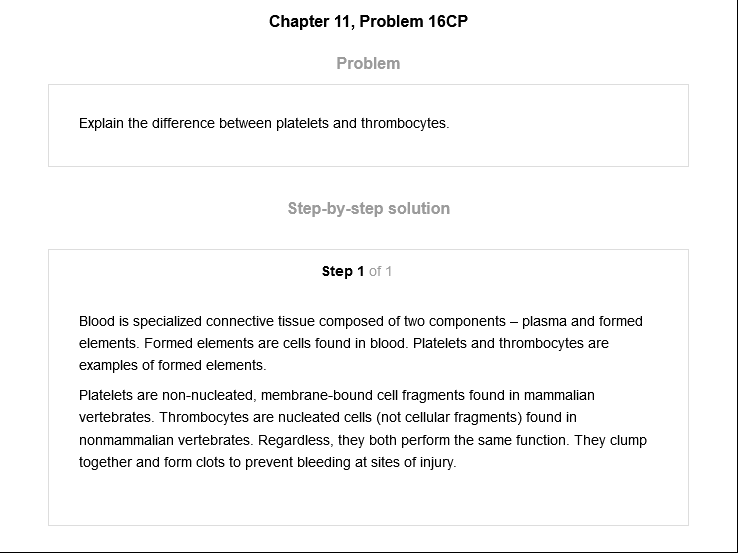 Chapter 11, Problem 16CP
Problem
Explain the difference between platelets and thrombocytes.
Step-by-step solution
Step 1 of 1
Blood is specialized connective tissue composed of two components – plasma and formed
elements. Formed elements are cells found in blood. Platelets and thrombocytes are
examples of formed elements.
Platelets are non-nucleated, membrane-bound cell fragments found in mammalian
vertebrates. Thrombocytes are nucleated cells (not cellular fragments) found in
nonmammalian vertebrates. Regardless, they both perform the same function. They clump
together and form clots to prevent bleeding at sites of injury.